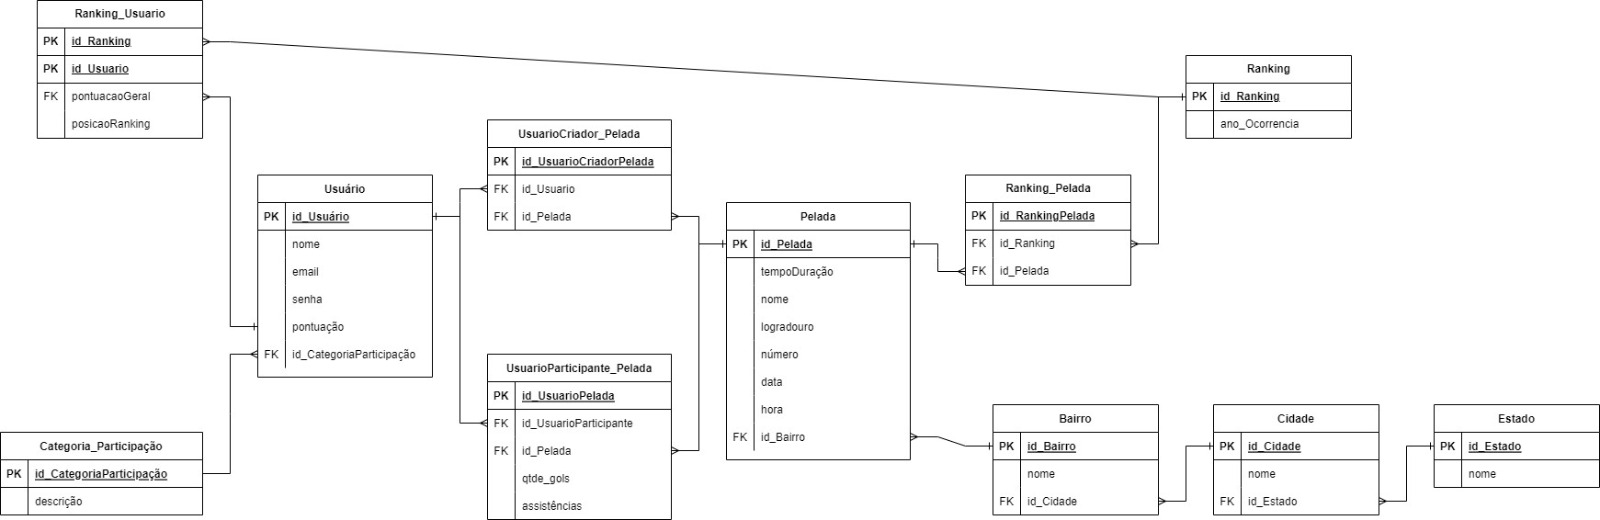 Ranking_Usuario
PK id_Ranking
PK id_Usuario
FK pontuacaoGeral
posicaoRanking
Ranking
PK id_Ranking
ano_Ocorrencia
UsuarioCriador_Pelada
PK id_UsuarioCriadorPelada
FK id_Usuario
FK id_Pelada
Usuário
PK id_Usuário
nome
email
senha
pontuação
FK id_CategoriaParticipação
Pelada
PK id_Pelada
tempoDuração
nome
logradouro
número
data
hora
FK id_Bairro
Ranking_Pelada
PK id_RankingPelada
FK id_Ranking
FK id_Pelada
UsuarioParticipante_Pelada
PK id_UsuarioPelada
FK id_UsuarioParticipante
FK id_Pelada
qtde_gols
assistências
Categoria_Participação
PK id_CategoriaParticipação
descrição
Bairro
PK id_Bairro
nome
FK id_Cidade
Cidade
PK id_Cidade
nome
FK id_Estado
Estado
PK id_Estado
nome